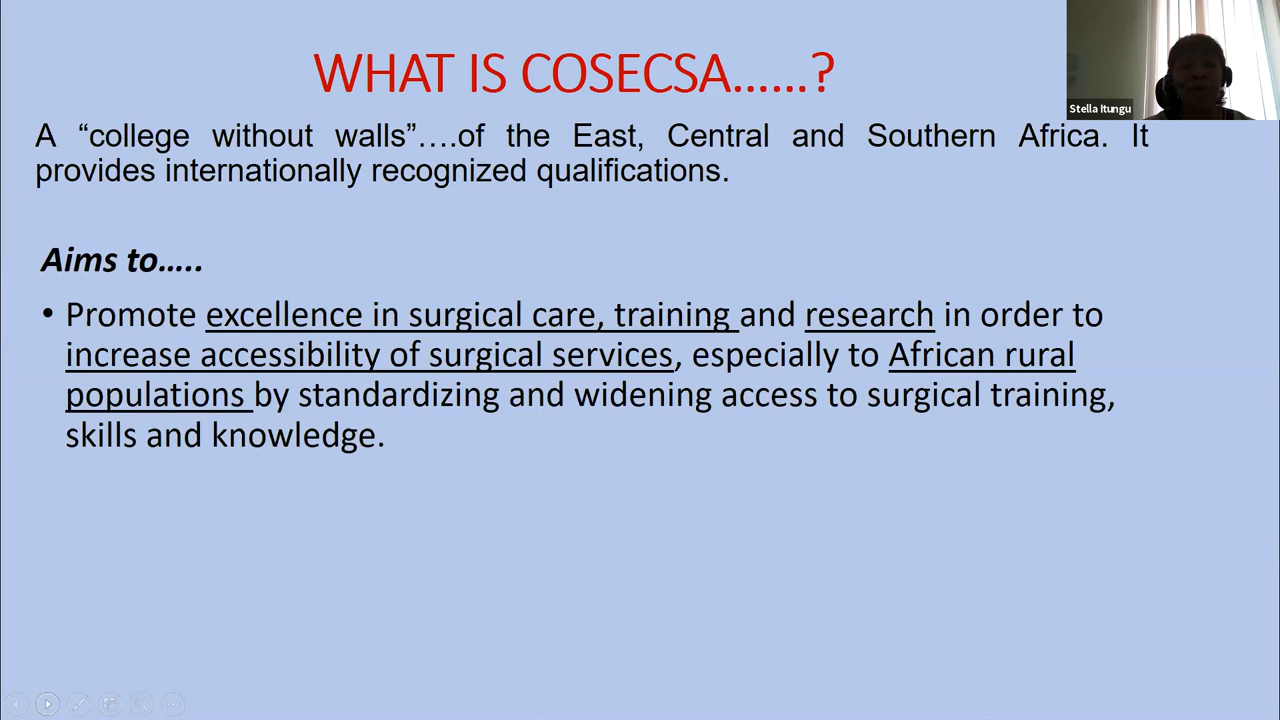 WHAT IS COSECSA……?
Stella Itungu
A “college without walls”….of the East, Central and Southern Africa. It
provides internationally recognized qualifications.
Aims to…..
• Promote excellence in surgical care, training and research in order to
increase accessibility of surgical services, especially to African rural
populations by standardizing and widening access to surgical training,
skills and knowledge.